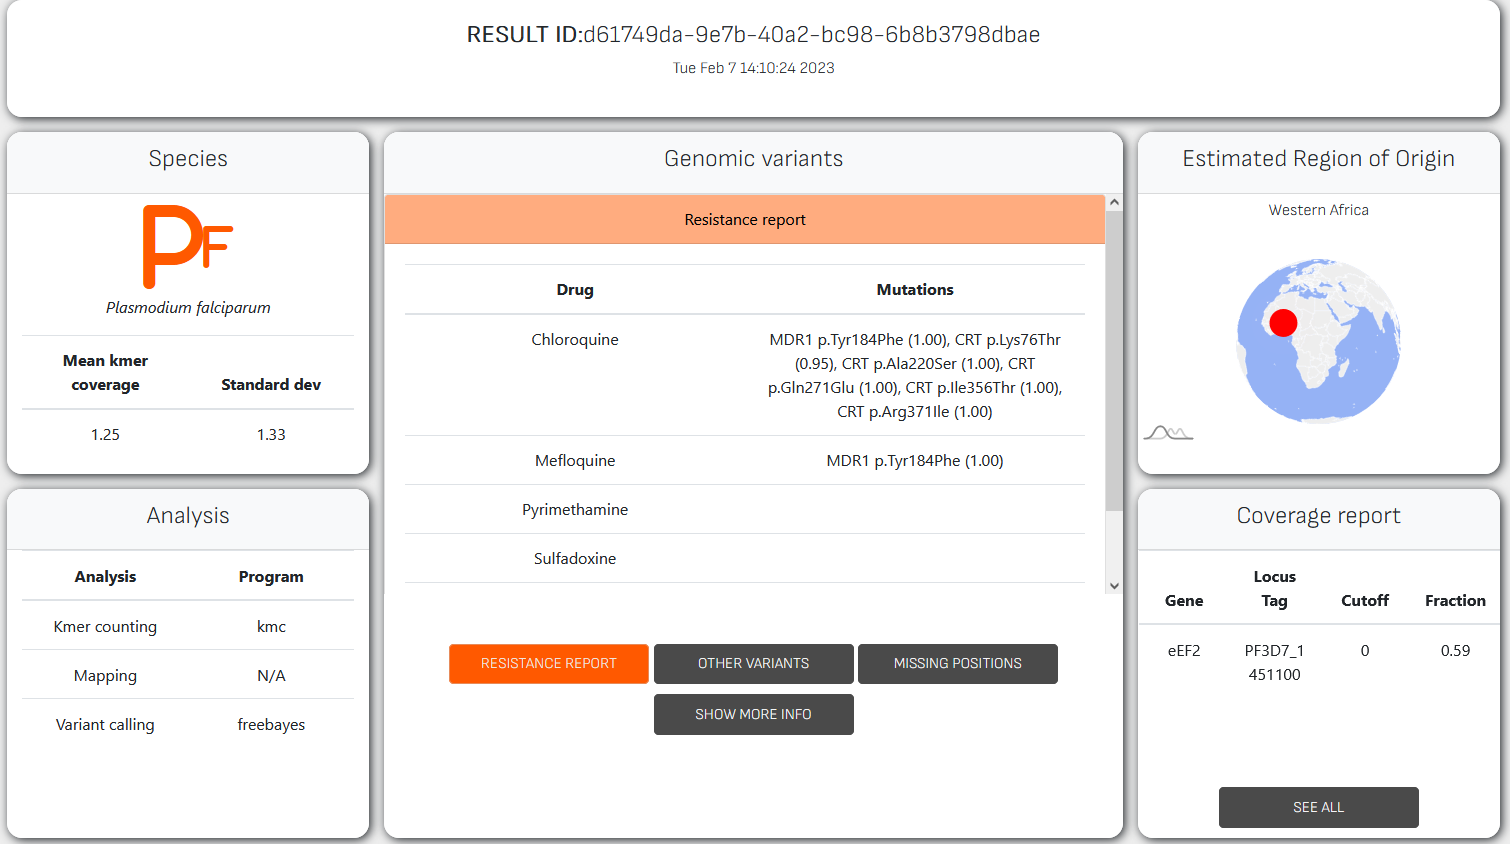 RESULT ID:d61749da-9e7b-40a2-bc98-6b8b3798dbae
Tue Feb 7 14:10:24 2023
Species
PF
Plasmodium falciparum
Mean kmer
coverage
Standard dev
1.25
1.33
Analysis
Analysis
Program
Kmer counting
kmc
Mapping
N/A
Variant calling
freebayes
Genomic variants
Resistance report
Drug
Mutations
Chloroquine
MDR1 p.Tyr184Phe (1.00), CRT p.Lys76Thr
(0.95), CRT p.Ala220Ser (1.00), CRT
p.Gln271Glu (1.00), CRT p.Ile356Thr (1.00),
CRT p.Arg371Ile (1.00)
Mefloquine
MDR1 p.Tyr184Phe (1.00)
Pyrimethamine
Sulfadoxine
RESISTANCE REPORT
OTHER VARIANTS
MISSING POSITIONS
SHOW MORE INFO
Estimated Region of Origin
Western Africa
Coverage report
Gene
Locus
Tag
Cutoff
Fraction
eEF2
PF3D7_1
451100
0
0.59
SEE ALL